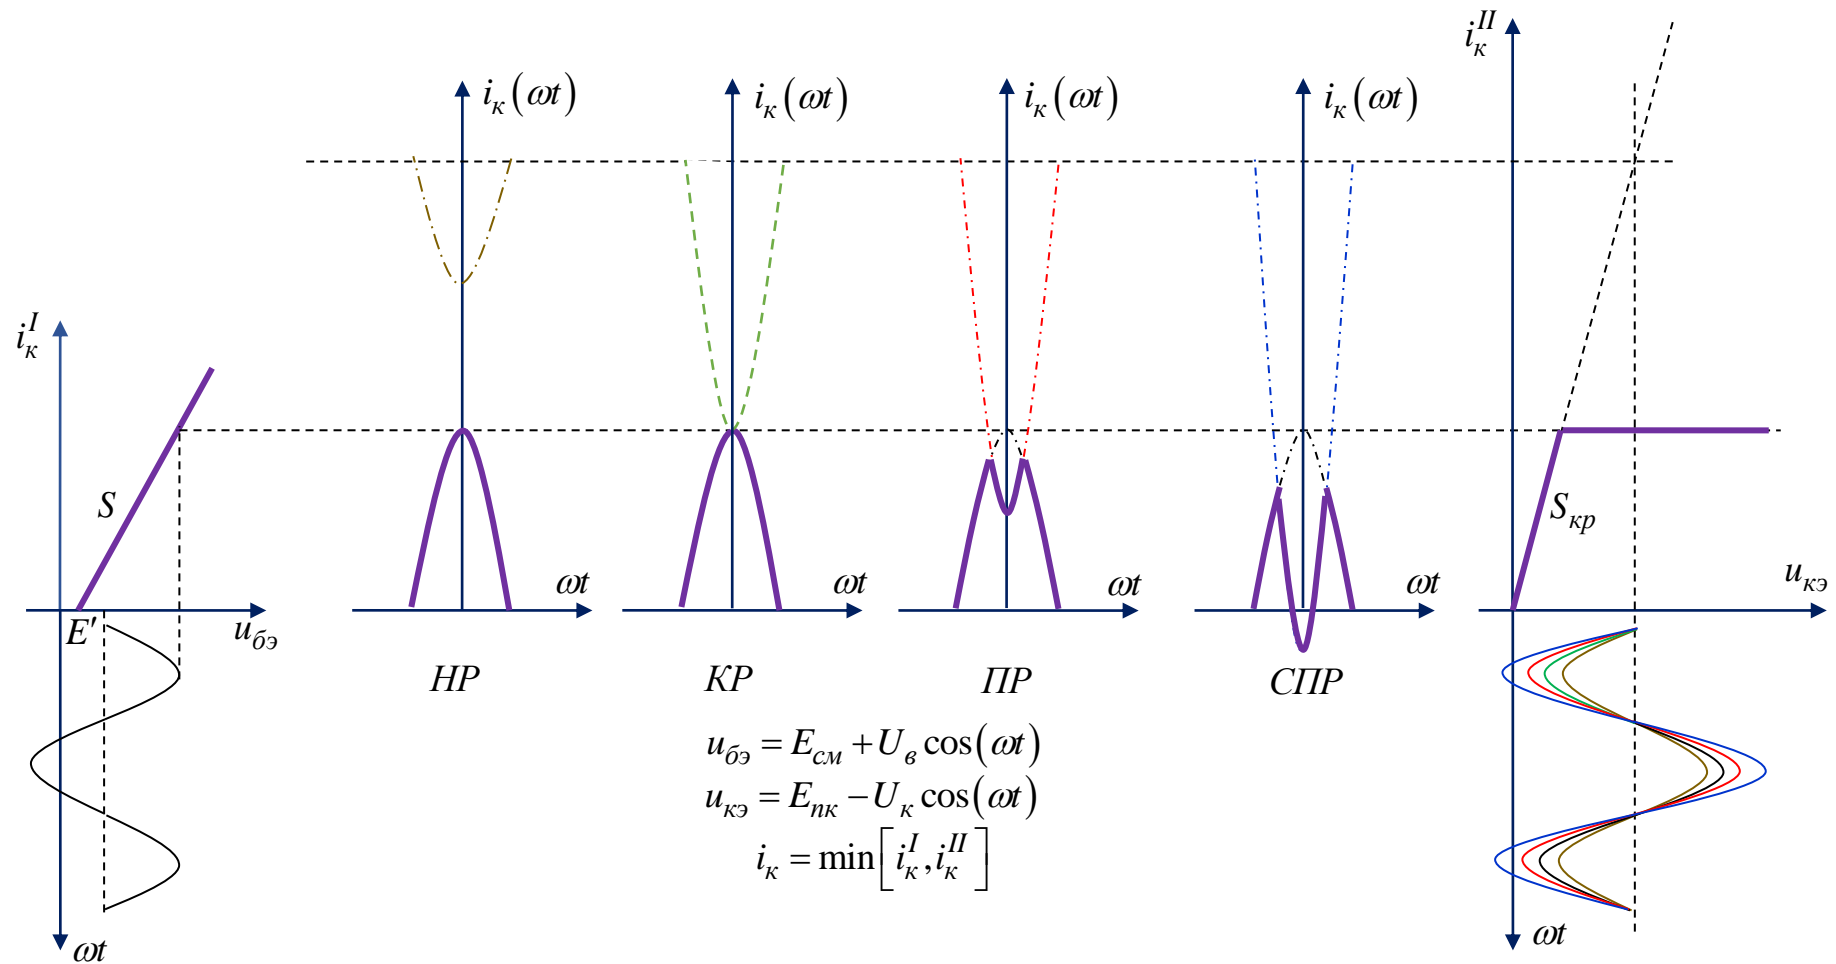 i_к^II
i_к(ωt)
i_к(ωt)
i_к(ωt)
i_к(ωt)
i_к^I
S
S_кр
ωt
ωt
ωt
ωt
u_кэ
E′
u_бэ
НР
КР
ПР
СПР
u_бэ = E_см + U_в cos(ωt)
u_кэ = E_пк − U_к cos(ωt)
i_к = min[i_к^I, i_к^II]
ωt
ωt